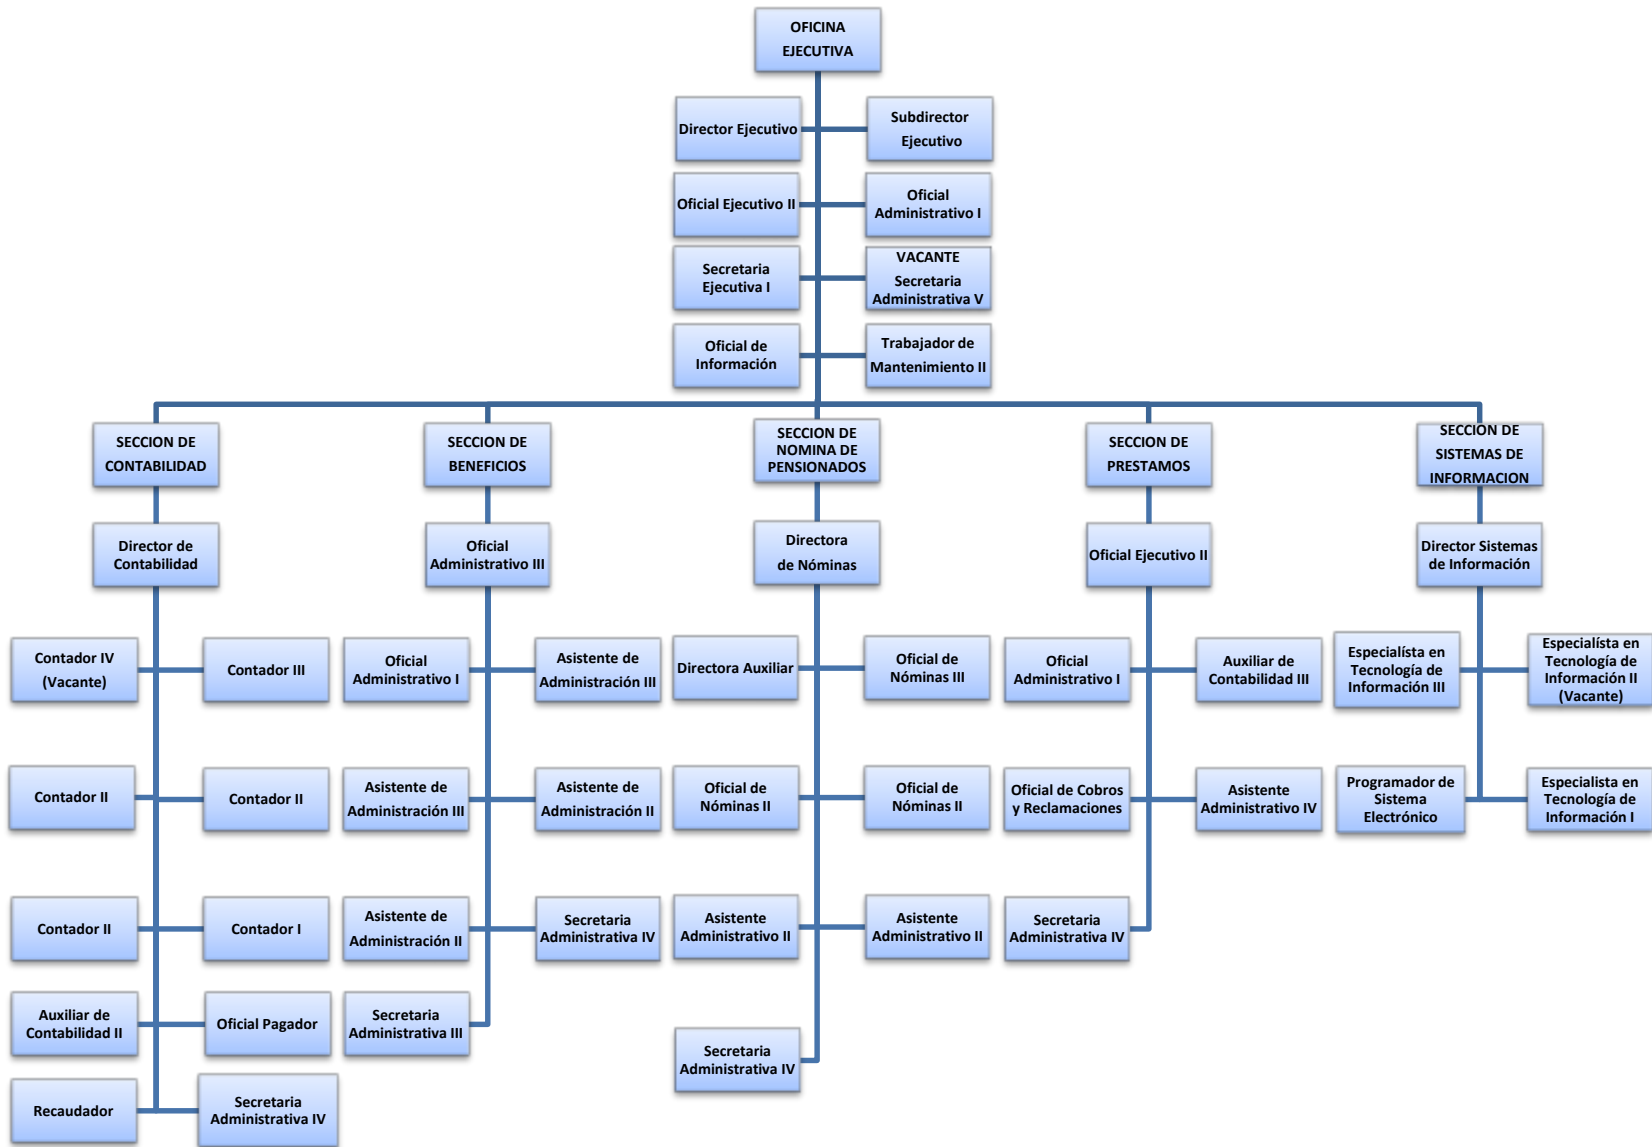 OFICINA
EJECUTIVA
Director Ejecutivo
Subdirector
Ejecutivo
Oficial Ejecutivo II
Oficial
Administrativo I
Secretaria
Ejecutiva I
VACANTE
Secretaria
Administrativa V
Oficial de
Información
Trabajador de
Mantenimiento II
SECCION DE
CONTABILIDAD
SECCION DE
BENEFICIOS
SECCION DE
NOMINA DE
PENSIONADOS
SECCION DE
PRESTAMOS
SECCION DE
SISTEMAS DE
INFORMACION
Director de
Contabilidad
Oficial
Administrativo III
Directora
de Nóminas
Oficial Ejecutivo II
Director Sistemas
de Información
Contador IV
(Vacante)
Contador III
Oficial
Administrativo I
Asistente de
Administración III
Directora Auxiliar
Oficial de
Nóminas III
Oficial
Administrativo I
Auxiliar de
Contabilidad III
Especialísta en
Tecnología de
Información III
Especialísta en
Tecnología de
Información II
(Vacante)
Contador II
Contador II
Asistente de
Administración III
Asistente de
Administración II
Oficial de
Nóminas II
Oficial de
Nóminas II
Oficial de Cobros
y Reclamaciones
Asistente
Administrativo IV
Programador de
Sistema
Electrónico
Especialista en
Tecnología de
Información I
Contador II
Contador I
Asistente de
Administración II
Secretaria
Administrativa IV
Asistente
Administrativo II
Asistente
Administrativo II
Secretaria
Administrativa IV
Auxiliar de
Contabilidad II
Oficial Pagador
Secretaria
Administrativa III
Secretaria
Administrativa IV
Recaudador
Secretaria
Administrativa IV